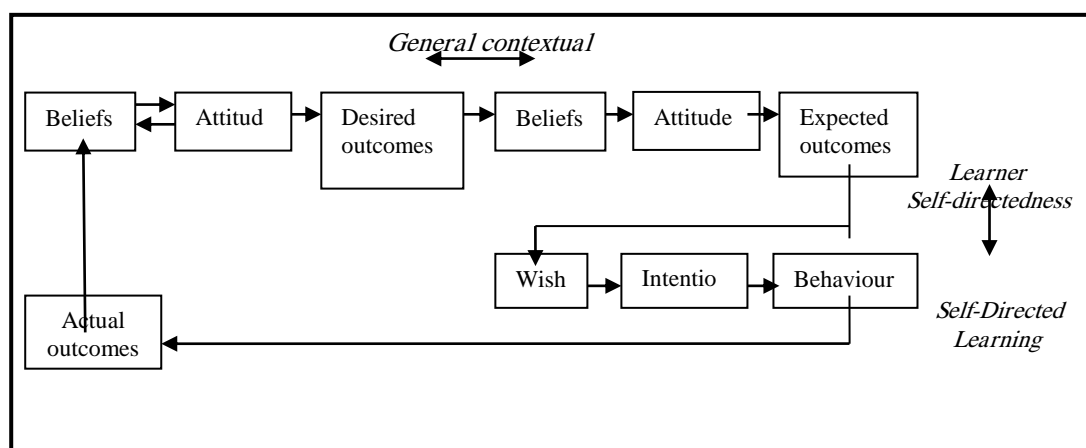 General contextual
Beliefs
Attitud
Desired
outcomes
Beliefs
Attitude
Expected
outcomes
Learner
Self-directedness
Wish
Intentio
Behaviour
Actual
outcomes
Self-Directed
Learning